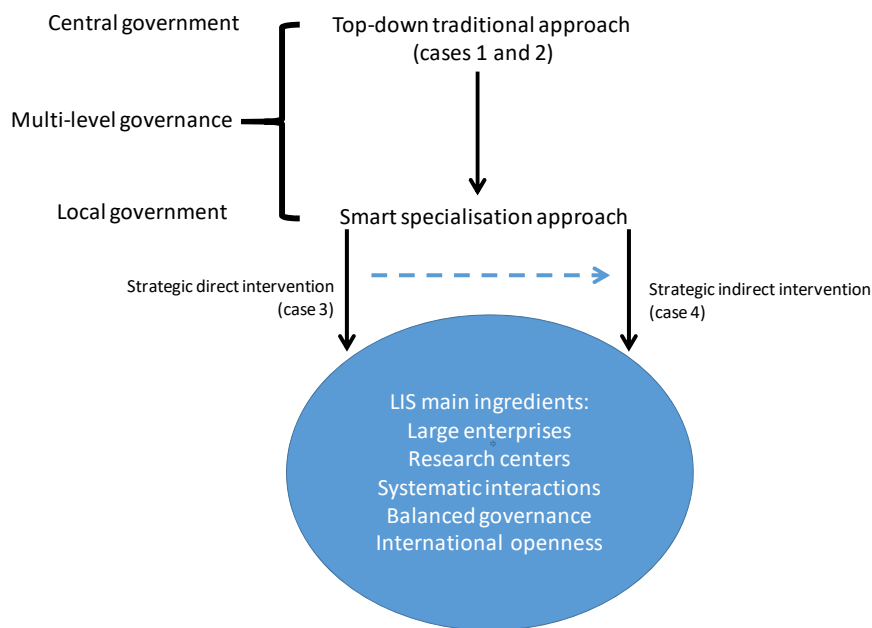 Central government
Top-down traditional approach
(cases 1 and 2)
Multi-level governance
Local government
Smart specialisation approach
Strategic direct intervention
(case 3)
Strategic indirect intervention
(case 4)
LIS main ingredients:
Large enterprises
Research centers
Systematic interactions
Balanced governance
International openness